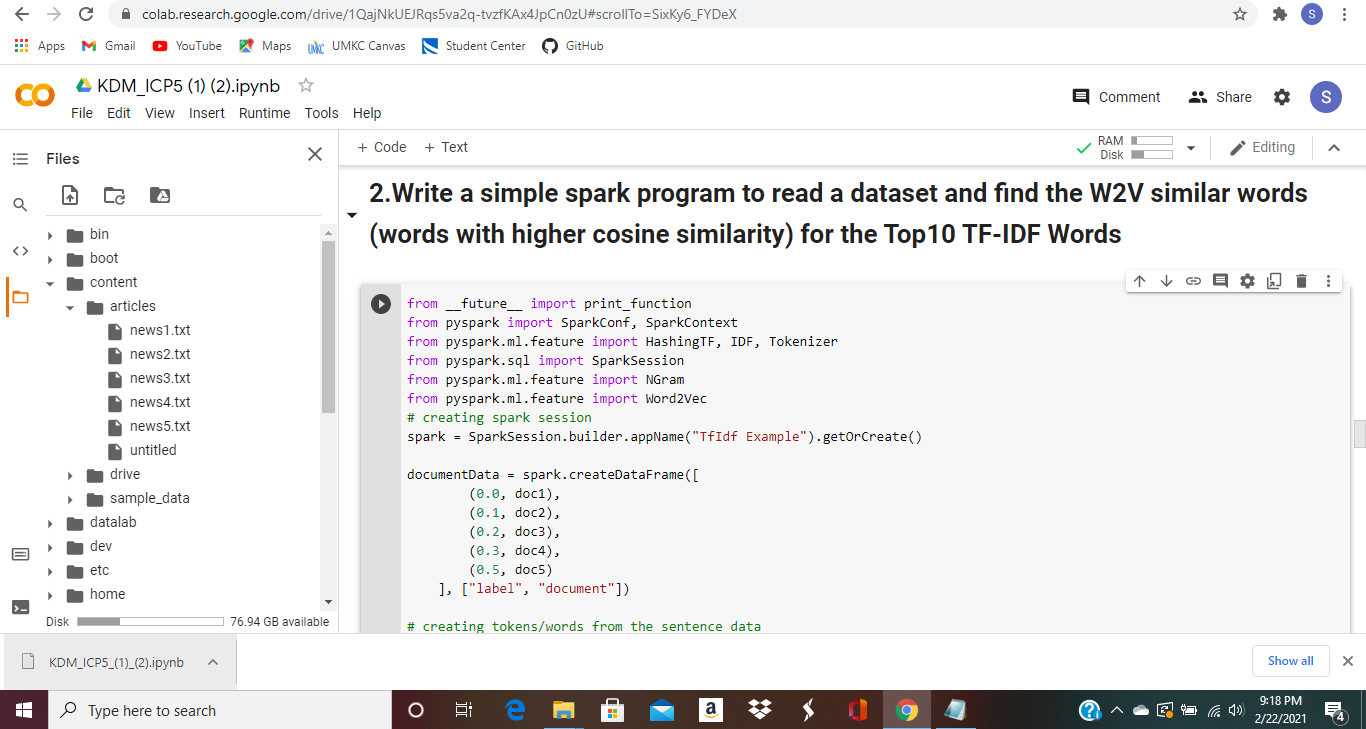 colab.research.google.com/drive/1QajNkUEJRqs5va2q-tvzfKAx4JpCn0zU#scrollTo=SixKy6_FYDeX
S
Apps Gmail YouTube Maps UMKC UMKC Canvas Student Center GitHub
KDM_ICP5 (1) (2).ipynb
File Edit View Insert Runtime Tools Help
Comment Share S
Files
+ Code + Text
RAM
Disk
Editing
bin
boot
content
articles
news1.txt
news2.txt
news3.txt
news4.txt
news5.txt
untitled
drive
sample_data
datalab
dev
etc
home
Disk 76.94 GB available
2.Write a simple spark program to read a dataset and find the W2V similar words
(words with higher cosine similarity) for the Top10 TF-IDF Words
from __future__ import print_function
from pyspark import SparkConf, SparkContext
from pyspark.ml.feature import HashingTF, IDF, Tokenizer
from pyspark.sql import SparkSession
from pyspark.ml.feature import NGram
from pyspark.ml.feature import Word2Vec
# creating spark session
spark = SparkSession.builder.appName("TfIdf Example").getOrCreate()
documentData = spark.createDataFrame([
(0.0, doc1),
(0.1, doc2),
(0.2, doc3),
(0.3, doc4),
(0.5, doc5)
], ["label", "document"])
# creating tokens/words from the sentence data
KDM_ICP5_(1)_(2).ipynb
Show all
Type here to search
a
9:18 PM
2/22/2021
4